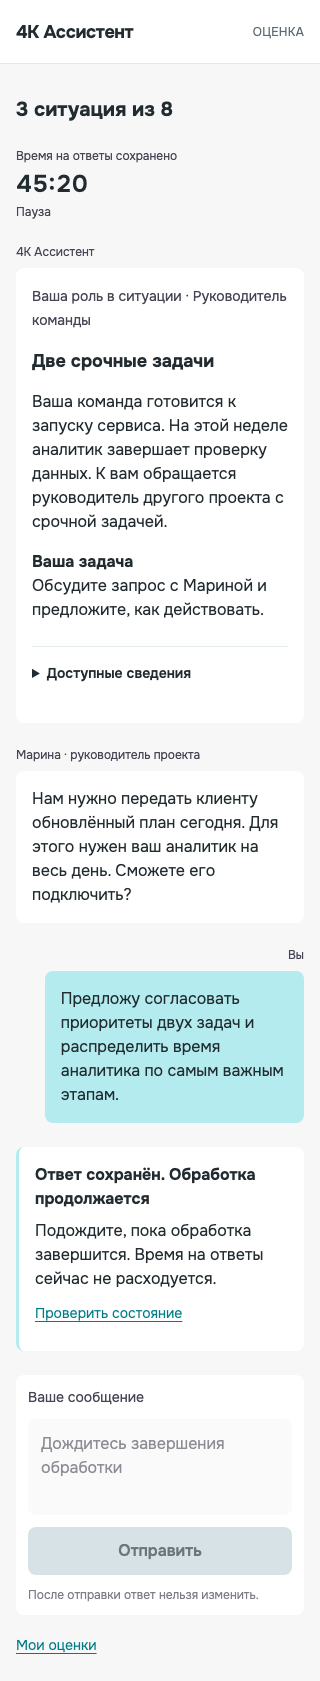 4К Ассистент
ОЦЕНКА
3 ситуация из 8
Время на ответы сохранено
45:20
Пауза
4К Ассистент
Ваша роль в ситуации · Руководитель
команды
Две срочные задачи
Ваша команда готовится к
запуску сервиса. На этой неделе
аналитик завершает проверку
данных. К вам обращается
руководитель другого проекта с
срочной задачей.
Ваша задача
Обсудите запрос с Мариной и
предложите, как действовать.
Доступные сведения
Марина · руководитель проекта
Нам нужно передать клиенту
обновлённый план сегодня. Для
этого нужен ваш аналитик на
весь день. Сможете его
подключить?
Вы
Предложу согласовать
приоритеты двух задач и
распределить время
аналитика по самым важным
этапам.
Ответ сохранён. Обработка
продолжается
Подождите, пока обработка
завершится. Время на ответы
сейчас не расходуется.
Проверить состояние
Ваше сообщение
Дождитесь завершения
обработки
Отправить
После отправки ответ нельзя изменить.
Мои оценки